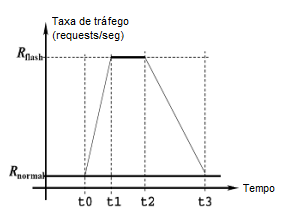 Taxa de tráfego
(requests/seg)
Rflash
Rnormal
t0 t1 t2 t3
Tempo